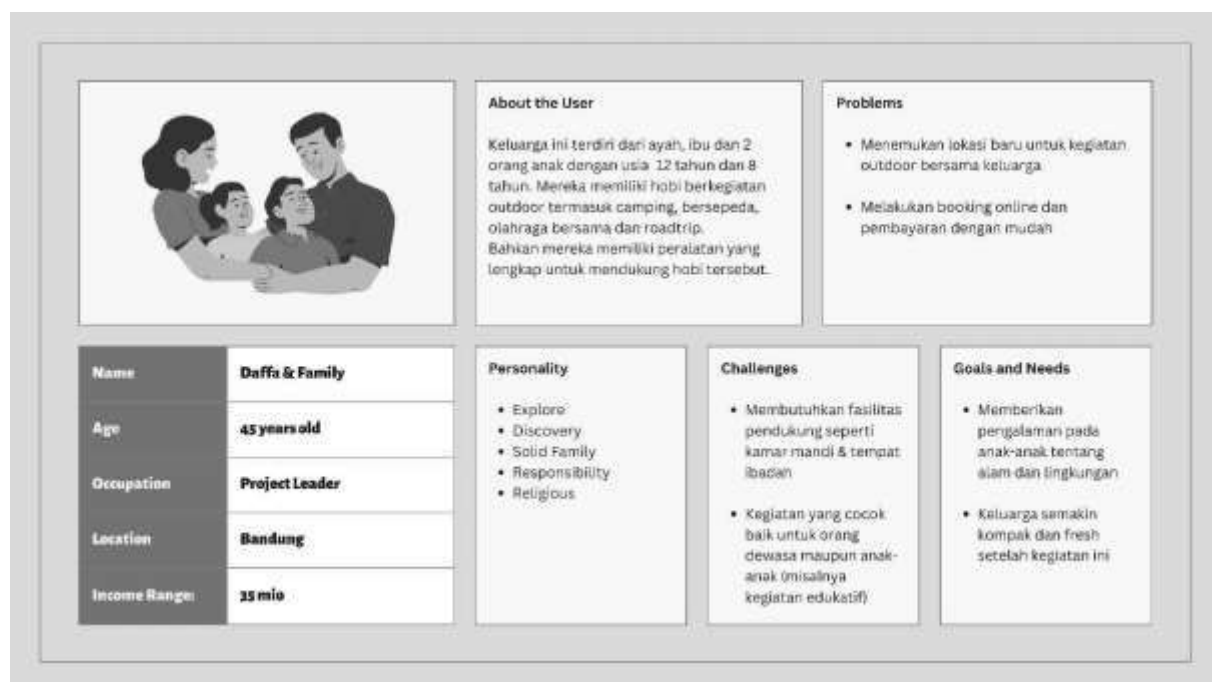 About the User
Keluarga ini terdiri dari ayah, ibu dan 2
orang anak dengan usia 12 tahun dan 8
tahun. Mereka memiliki hobi berkegiatan
outdoor termasuk camping, bersepeda,
olahraga bersama dan roadtrip.
Bahkan mereka memiliki peralatan yang
lengkap untuk mendukung hobi tersebut.
Problems
• Menemukan lokasi baru untuk kegiatan
outdoor bersama keluarga
• Melakukan booking online dan
pembayaran dengan mudah
Name Daffa & Family
Age 45 years old
Occupation Project Leader
Location Bandung
Income Range: 35 mio
Personality
• Explore
• Discovery
• Solid Family
• Responsibility
• Religious
Challenges
• Membutuhkan fasilitas
pendukung seperti
kamar mandi & tempat
ibadah
• Kegiatan yang cocok
baik untuk orang
dewasa maupun anak-
anak (misalnya
kegiatan edukatif)
Goals and Needs
• Memberikan
pengalaman pada
anak-anak tentang
alam dan lingkungan
• Keluarga semakin
kompak dan fresh
setelah kegiatan ini